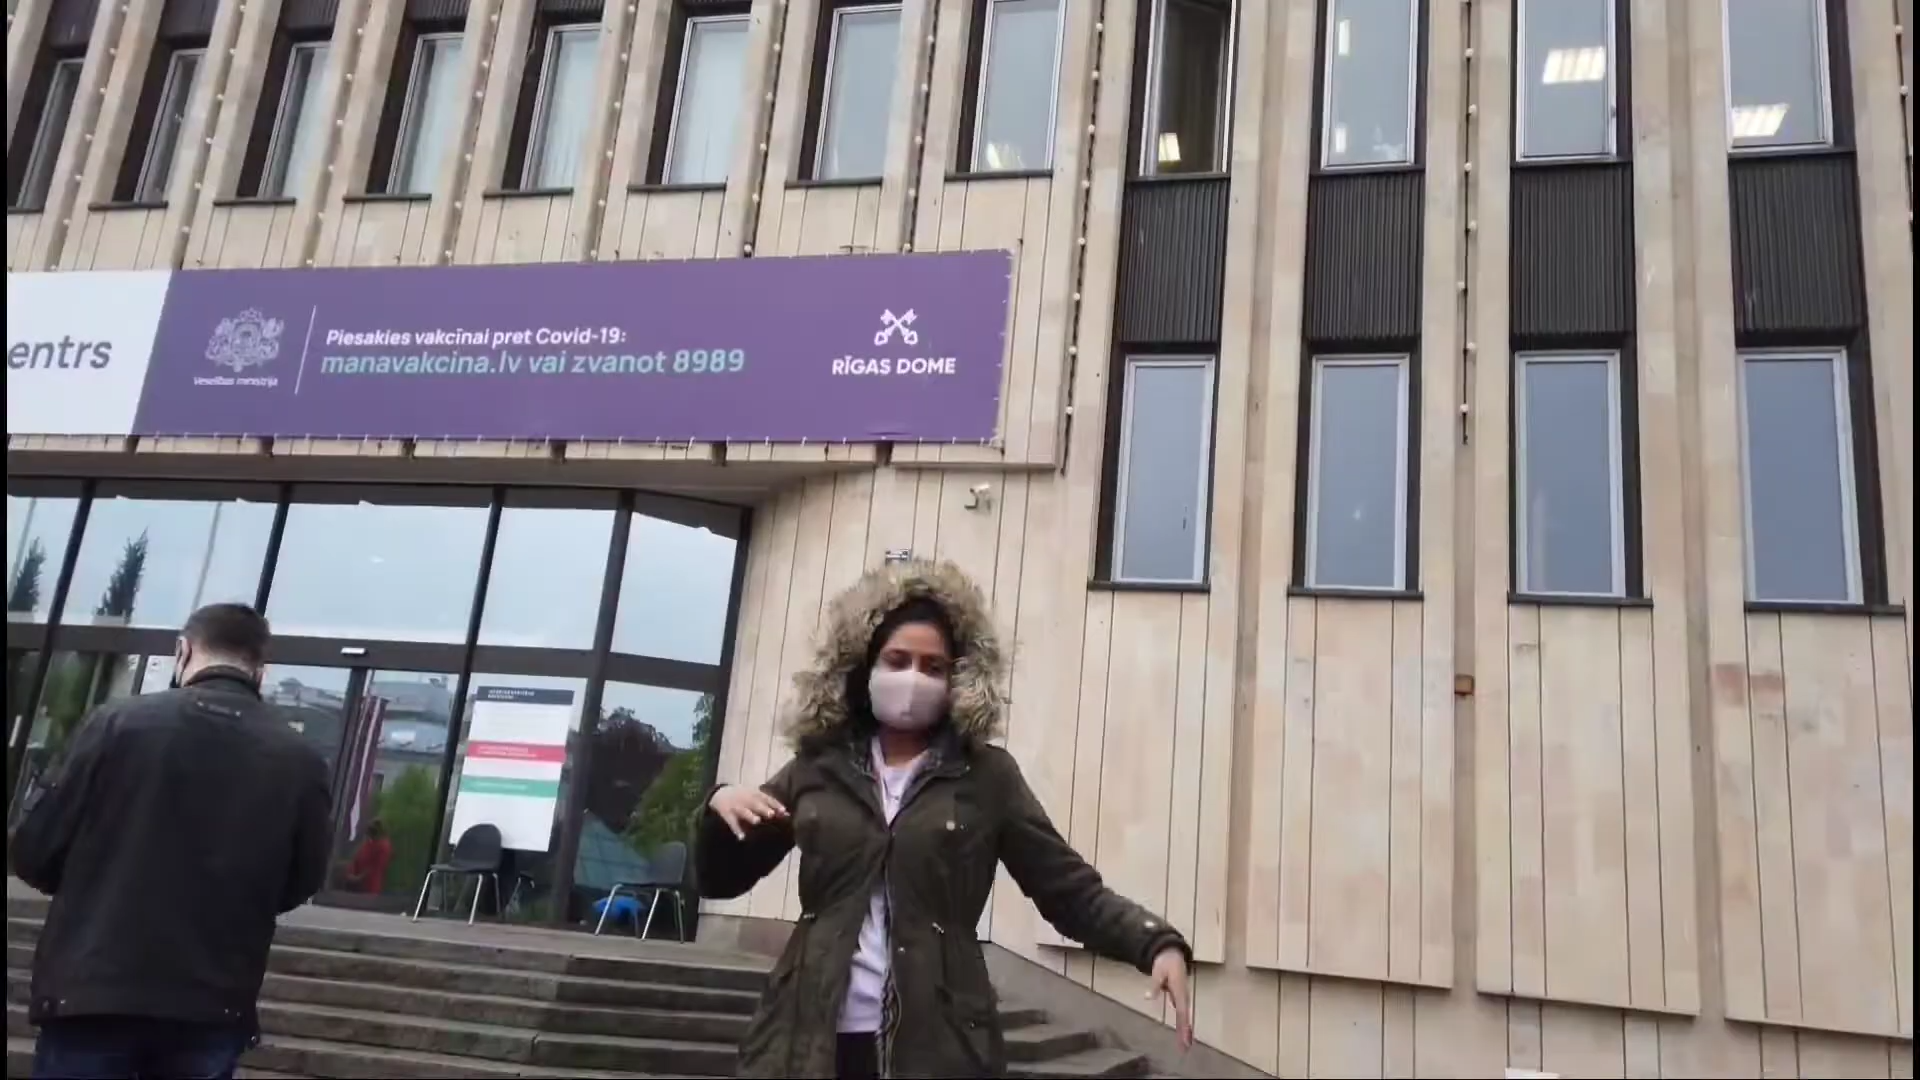 entrs
Veselības ministrija
Piesakies vakcīnai pret Covid-19:
manavakcina.lv vai zvanot 8989
RĪGAS DOME